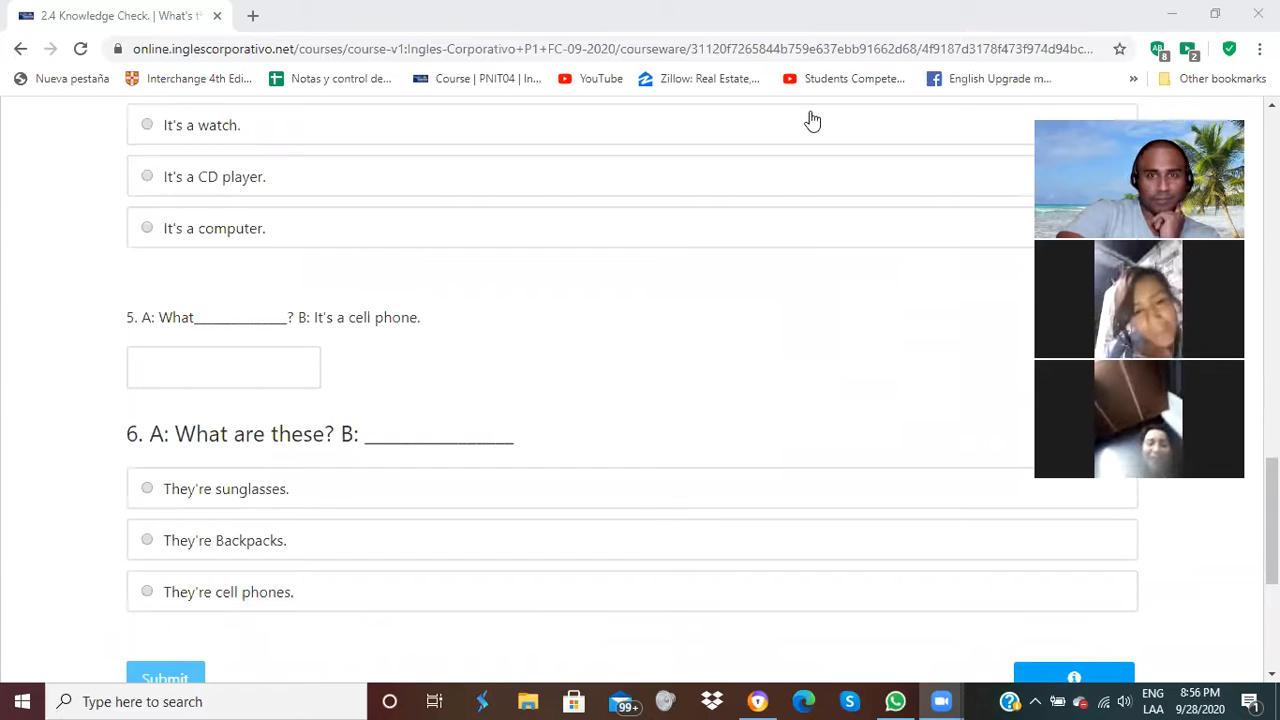 2.4 Knowledge Check. | What's t
online.inglescorporativo.net/courses/course-v1:Ingles-Corporativo+P1+FC-09-2020/courseware/31120f7265844b759e637ebb91662d68/4f9187d3178f473f974d94bc...
8
2
Nueva pestaña
Interchange 4th Edi...
Notas y control de...
Course | PNIT04 | In...
YouTube
Zillow: Real Estate,...
Students Compete...
English Upgrade m...
»
Other bookmarks
It's a watch.
It's a CD player.
It's a computer.
5. A: What_____________? B: It's a cell phone.
6. A: What are these? B: ______________
They're sunglasses.
They're Backpacks.
They're cell phones.
Submit
Type here to search
99+
ENG
LAA
8:56 PM
9/28/2020
1